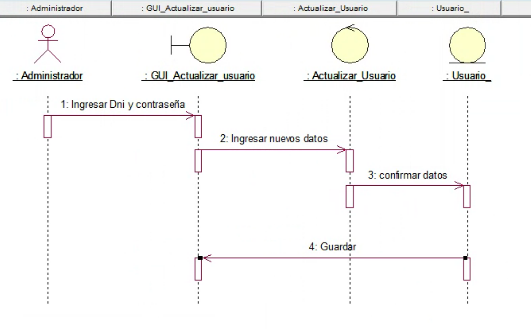 : Administrador
: GUI_Actualizar_usuario
: Actualizar_Usuario
: Usuario_
: Administrador
: GUI_Actualizar_usuario
: Actualizar_Usuario
: Usuario_
1: Ingresar Dni y contraseña
2: Ingresar nuevos datos
3: confirmar datos
4: Guardar